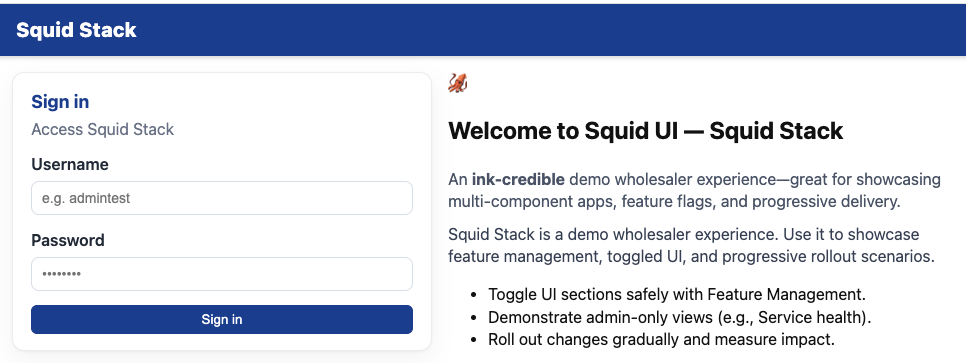 Squid Stack
Sign in
Access Squid Stack
Username
e.g. admintest
Password
••••••••
Sign in
Welcome to Squid UI — Squid Stack
An ink-credible demo wholesaler experience—great for showcasing
multi-component apps, feature flags, and progressive delivery.
Squid Stack is a demo wholesaler experience. Use it to showcase
feature management, toggled UI, and progressive rollout scenarios.
• Toggle UI sections safely with Feature Management.
• Demonstrate admin-only views (e.g., Service health).
• Roll out changes gradually and measure impact.